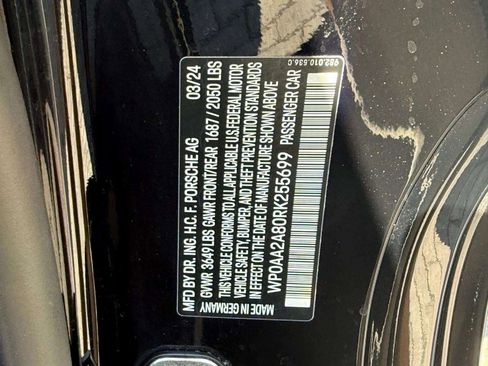 982.010.536.C
MFD BY DR. ING. H.C. F. PORSCHE AG 03/24
GVWR 3649 LBS GAWR FRONT/REAR 1687/2050 LBS
THIS VEHICLE CONFORMS TO ALL APPLICABLE U.S.FEDERAL MOTOR
VEHICLE SAFETY, BUMPER, AND THEFT PREVENTION STANDARDS
IN EFFECT ON THE DATE OF MANUFACTURE SHOWN ABOVE
WP0AA2A80RK255699 PASSENGER CAR
MADE IN GERMANY